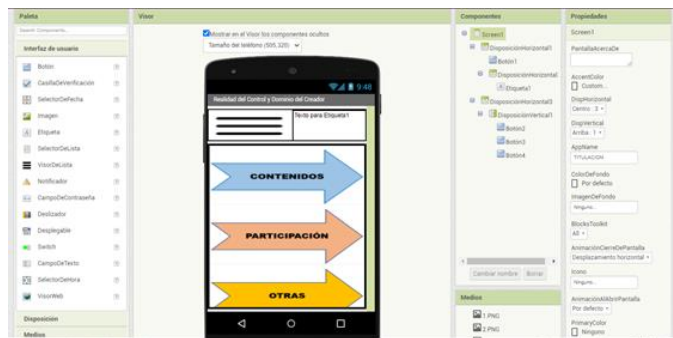 Paleta
Search Components...
Interfaz de usuario
Botón
CasillaDeVerificación
SelectorDeFecha
Imagen
Etiqueta
SelectorDeLista
VisorDeLista
Notificador
CampoDeContraseña
Deslizador
Desplegable
Switch
CampoDeTexto
SelectorDeHora
VisorWeb
Disposición
Medios
Visor
Mostrar en el Visor los componentes ocultos
Tamaño del teléfono (505,320)
9:48
Realidad del Control y Dominio del Creador
Texto para Etiqueta1
CONTENIDOS
PARTICIPACIÓN
OTRAS
Componentes
Screen1
DisposiciónHorizontal1
Botón1
DisposiciónHorizontal
Etiqueta1
DisposiciónHorizontal3
DisposiciónVertical1
Botón2
Botón3
Botón4
Cambiar nombre Borrar
Medios
1.PNG
2.PNG
Propiedades
Screen1
PantallaAcercaDe
AccentColor
Custom...
DispHorizontal
Centro : 3
DispVertical
Arriba : 1
AppName
TITULACION
ColorDeFondo
Por defecto
ImagenDeFondo
Ninguno...
BlocksToolkit
All
AnimaciónCierreDePantalla
Desplazamiento horizontal
Icono
Ninguno...
AnimaciónAlAbrirPantalla
Por defecto
PrimaryColor
Ninguno